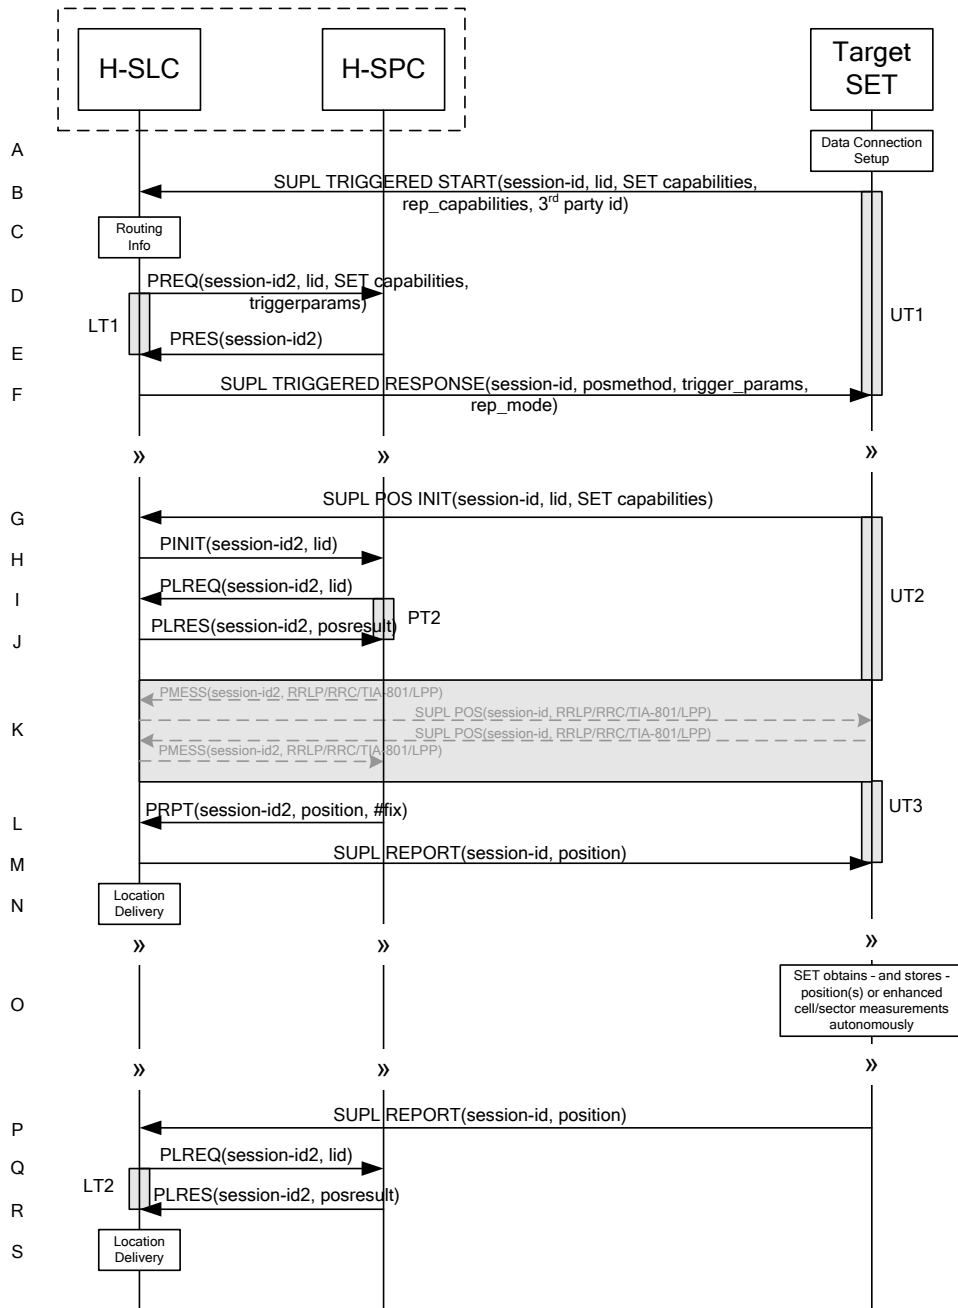 H-SLC
H-SPC
Target
SET
A
Data Connection
Setup
B
SUPL TRIGGERED START(session-id, lid, SET capabilities,
rep_capabilities, 3rd party id)
C
Routing
Info
D
PREQ(session-id2, lid, SET capabilities,
triggerparams)
LT1
UT1
E
PRES(session-id2)
F
SUPL TRIGGERED RESPONSE(session-id, posmethod, trigger_params,
rep_mode)
»
»
»
G
SUPL POS INIT(session-id, lid, SET capabilities)
H
PINIT(session-id2, lid)
I
PLREQ(session-id2, lid)
UT2
PT2
J
PLRES(session-id2, posresult)
PMESS(session-id2, RRLP/RRC/TIA-801/LPP)
SUPL POS(session-id, RRLP/RRC/TIA-801/LPP)
K
SUPL POS(session-id, RRLP/RRC/TIA-801/LPP)
PMESS(session-id2, RRLP/RRC/TIA-801/LPP)
UT3
L
PRPT(session-id2, position, #fix)
M
SUPL REPORT(session-id, position)
N
Location
Delivery
»
»
»
O
SET obtains - and stores -
position(s) or enhanced
cell/sector measurements
autonomously
»
»
»
P
SUPL REPORT(session-id, position)
Q
PLREQ(session-id2, lid)
LT2
R
PLRES(session-id2, posresult)
S
Location
Delivery